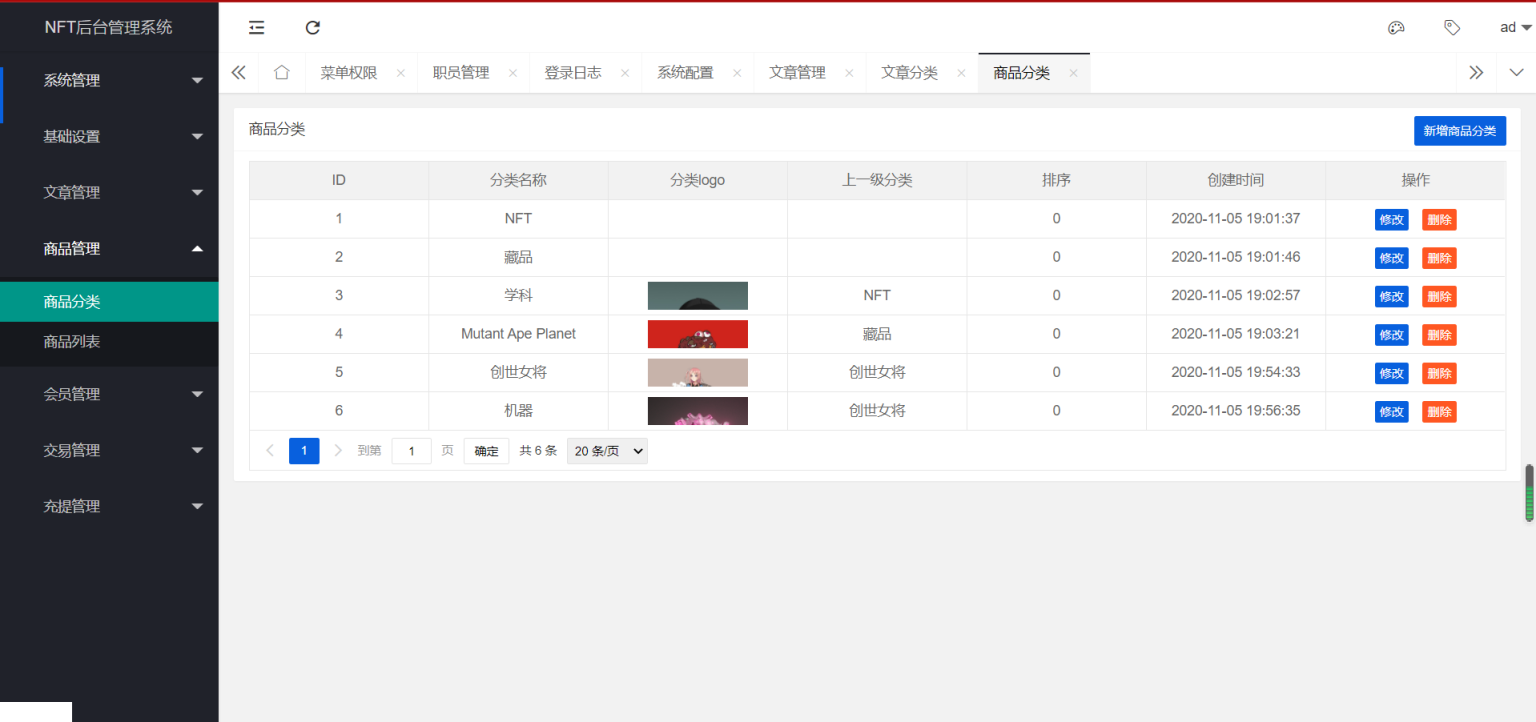 NFT后台管理系统
ad
系统管理
基础设置
文章管理
商品管理
商品分类
商品列表
会员管理
交易管理
充提管理
菜单权限 职员管理 登录日志 系统配置 文章管理 文章分类 商品分类
商品分类
新增商品分类
ID 分类名称 分类logo 上一级分类 排序 创建时间 操作
1 NFT 0 2020-11-05 19:01:37 修改 删除
2 藏品 0 2020-11-05 19:01:46 修改 删除
3 学科 NFT 0 2020-11-05 19:02:57 修改 删除
4 Mutant Ape Planet 藏品 0 2020-11-05 19:03:21 修改 删除
5 创世女将 创世女将 0 2020-11-05 19:54:33 修改 删除
6 机器 创世女将 0 2020-11-05 19:56:35 修改 删除
1 到第 1 页 确定 共 6 条 20 条/页